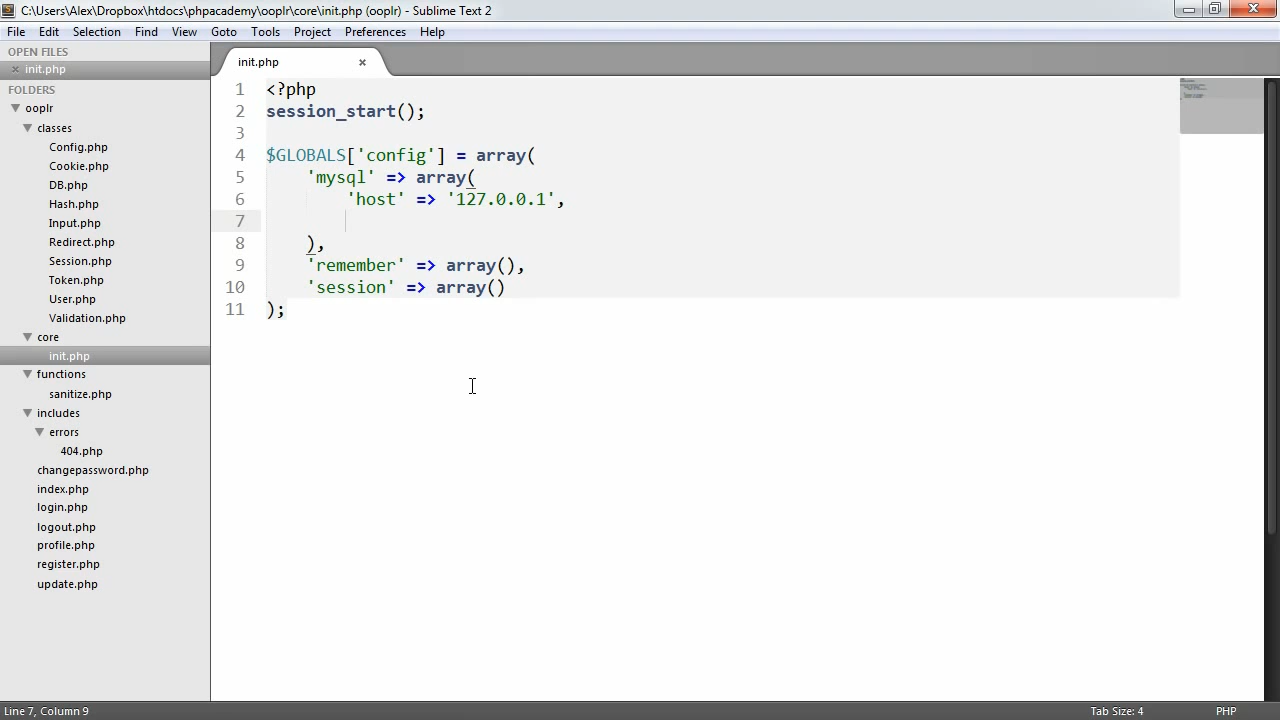 C:\Users\Alex\Dropbox\htdocs\phpacademy\ooplr\core\init.php (ooplr) - Sublime Text 2
File Edit Selection Find View Goto Tools Project Preferences Help
OPEN FILES
× init.php
FOLDERS
ooplr
classes
Config.php
Cookie.php
DB.php
Hash.php
Input.php
Redirect.php
Session.php
Token.php
User.php
Validation.php
core
init.php
functions
sanitize.php
includes
errors
404.php
changepassword.php
index.php
login.php
logout.php
profile.php
register.php
update.php
init.php ×
1 <?php
2 session_start();
3
4 $GLOBALS['config'] = array(
5 'mysql' => array(
6 'host' => '127.0.0.1',
7
8 ),
9 'remember' => array(),
10 'session' => array()
11 );
Line 7, Column 9 Tab Size: 4 PHP